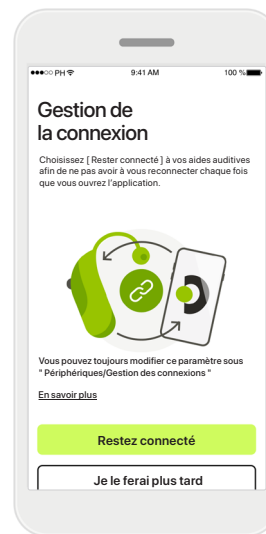 PH 9:41 AM 100 %
Gestion de
la connexion
Choisissez [ Rester connecté ] à vos aides auditives
afin de ne pas avoir à vous reconnecter chaque fois
que vous ouvrez l'application.
Vous pouvez toujours modifier ce paramètre sous
" Périphériques/Gestion des connexions "
En savoir plus
Restez connecté
Je le ferai plus tard